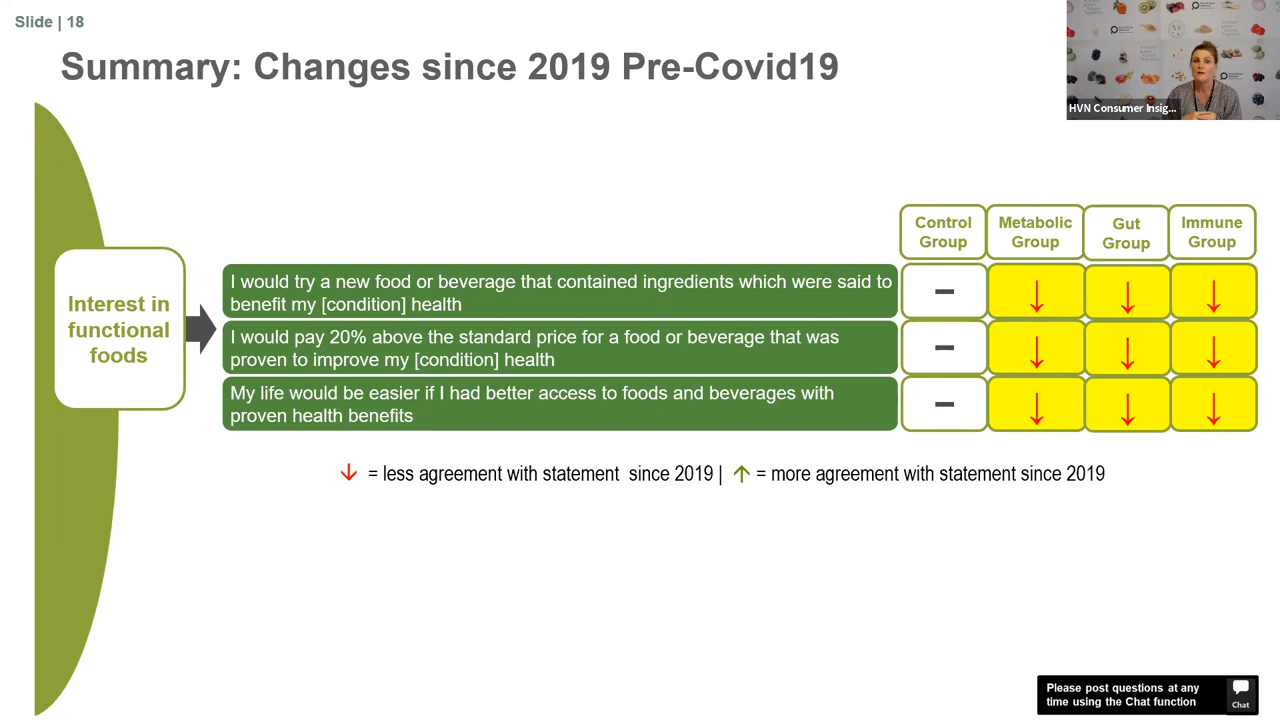 Slide | 18
Summary: Changes since 2019 Pre-Covid19
HVN Consumer Insig...
Control
Group
Metabolic
Group
Gut
Group
Immune
Group
Interest in
functional
foods
I would try a new food or beverage that contained ingredients which were said to
benefit my [condition] health
I would pay 20% above the standard price for a food or beverage that was
proven to improve my [condition] health
My life would be easier if I had better access to foods and beverages with
proven health benefits
↓ = less agreement with statement since 2019 | ↑ = more agreement with statement since 2019
Please post questions at any
time using the Chat function
Chat